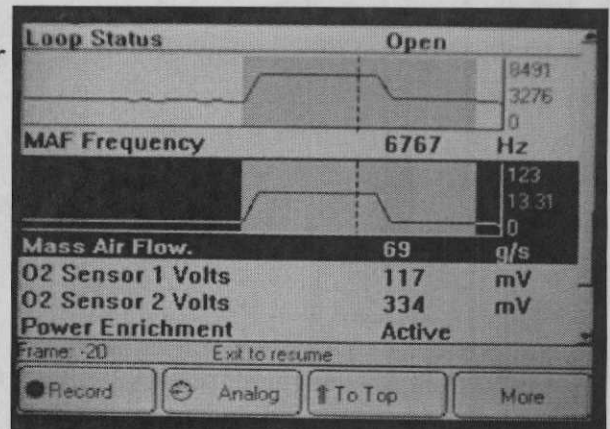 Loop Status Open
8491
3276
0
MAF Frequency 6767 Hz
123
13.31
0
Mass Air Flow. 69 g/s
O2 Sensor 1 Volts 117 mV
O2 Sensor 2 Volts 334 mV
Power Enrichment Active
Frame: -20 Exit to resume
Record Analog To Top More